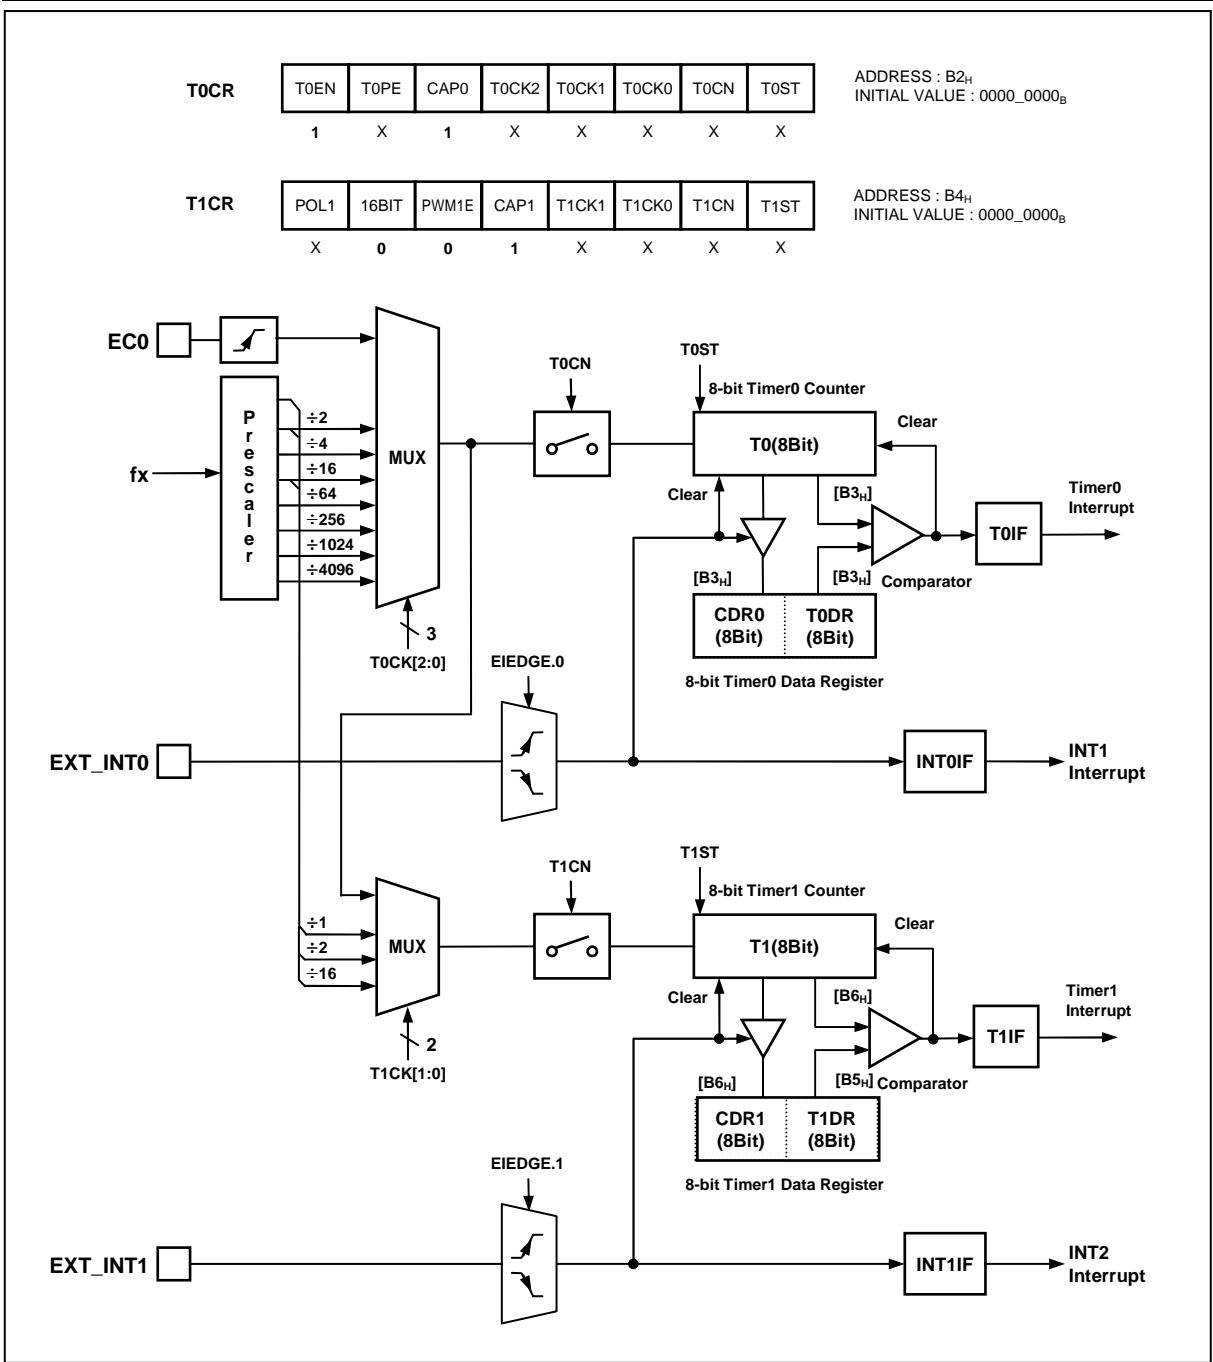 T0CR T0EN T0PE CAP0 T0CK2 T0CK1 T0CK0 T0CN T0ST ADDRESS : B2H
INITIAL VALUE : 0000_0000B
1 X 1 X X X X X
T1CR POL1 16BIT PWM1E CAP1 T1CK1 T1CK0 T1CN T1ST ADDRESS : B4H
INITIAL VALUE : 0000_0000B
X 0 0 1 X X X X
EC0
fx
Prescaler
÷2
÷4
÷16
÷64
÷256
÷1024
÷4096
MUX
3
T0CK[2:0]
T0CN
T0ST
8-bit Timer0 Counter
T0(8Bit)
Clear
Clear
[B3H]
[B3H]
[B3H]
Comparator
T0IF
Timer0
Interrupt
CDR0
(8Bit)
T0DR
(8Bit)
8-bit Timer0 Data Register
EIEDGE.0
EXT_INT0
INT0IF
INT1
Interrupt
÷1
÷2
÷16
MUX
2
T1CK[1:0]
T1CN
T1ST
8-bit Timer1 Counter
T1(8Bit)
Clear
Clear
[B6H]
[B6H]
[B5H]
Comparator
T1IF
Timer1
Interrupt
CDR1
(8Bit)
T1DR
(8Bit)
8-bit Timer1 Data Register
EIEDGE.1
EXT_INT1
INT1IF
INT2
Interrupt